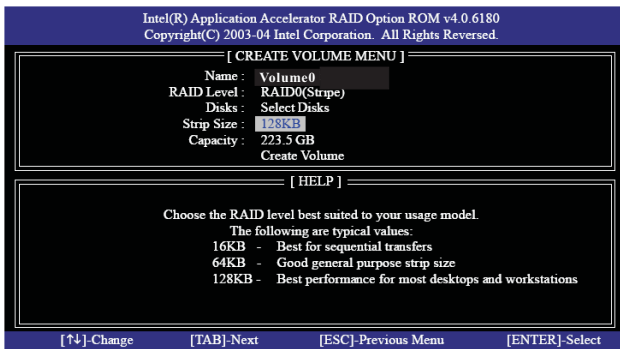 Intel(R) Application Accelerator RAID Option ROM v4.0.6180
Copyright(C) 2003-04 Intel Corporation. All Rights Reversed.
[ CREATE VOLUME MENU ]
Name : Volume0
RAID Level : RAID0(Stripe)
Disks : Select Disks
Strip Size : 128KB
Capacity : 223.5 GB
Create Volume
[ HELP ]
Choose the RAID level best suited to your usage model.
The following are typical values:
16KB - Best for sequential transfers
64KB - Good general purpose strip size
128KB - Best performance for most desktops and workstations
[↑↓]-Change [TAB]-Next [ESC]-Previous Menu [ENTER]-Select